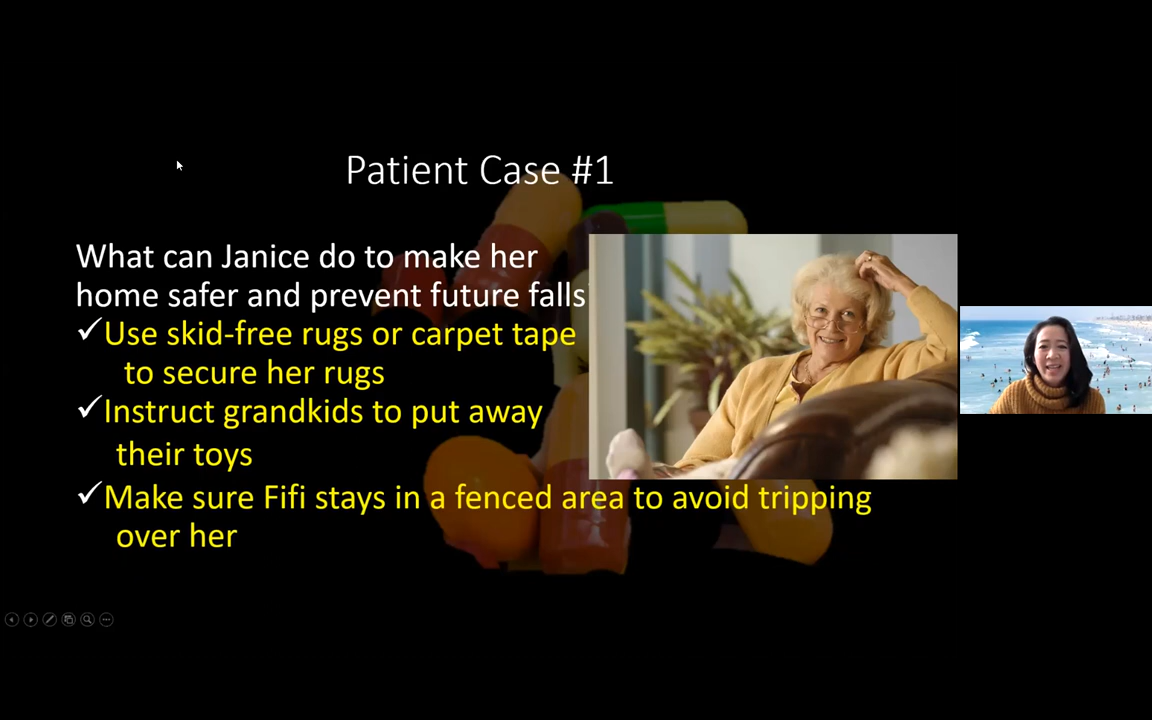 Patient Case #1
What can Janice do to make her
home safer and prevent future falls
✓Use skid-free rugs or carpet tape
to secure her rugs
✓Instruct grandkids to put away
their toys
✓Make sure Fifi stays in a fenced area to avoid tripping
over her